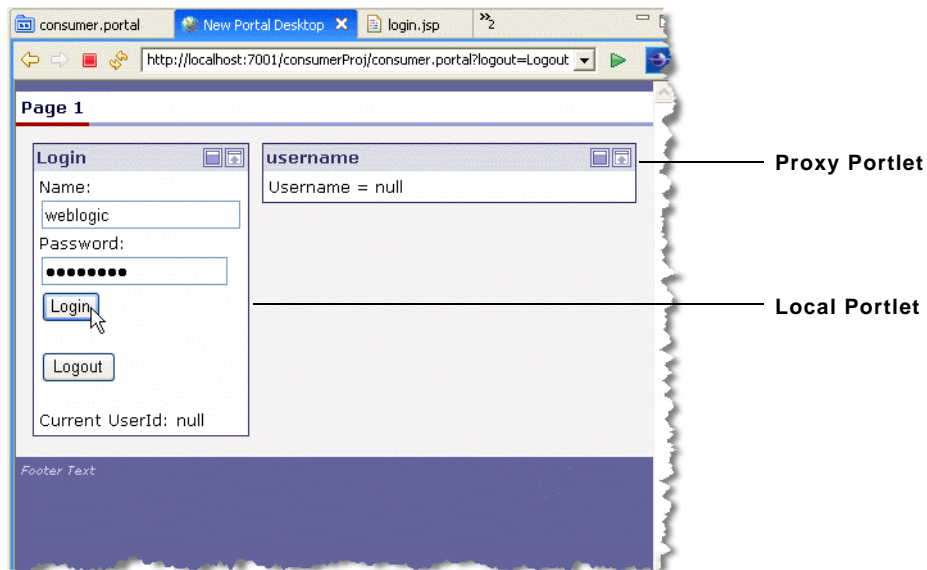 consumer.portal
New Portal Desktop
login.jsp
»2
http://localhost:7001/consumerProj/consumer.portal?logout=Logout
Page 1
Login
username
Proxy Portlet
Name:
Username = null
weblogic
Password:
••••••••
Login
Local Portlet
Logout
Current UserId: null
Footer Text